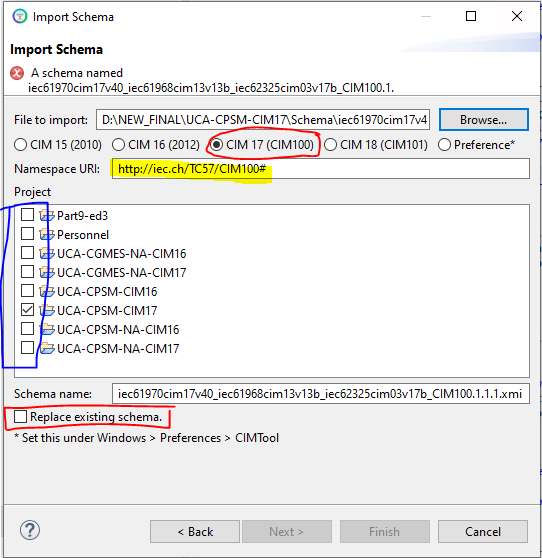 Import Schema
Import Schema
A schema named
iec61970cim17v40_iec61968cim13v13b_iec62325cim03v17b_CIM100.1.
File to import: D:\NEW_FINAL\UCA-CPSM-CIM17\Schema\iec61970cim17v4 Browse...
CIM 15 (2010) CIM 16 (2012) CIM 17 (CIM100) CIM 18 (CIM101) Preference*
Namespace URI: http://iec.ch/TC57/CIM100#
Project
Part9-ed3
Personnel
UCA-CGMES-NA-CIM16
UCA-CGMES-NA-CIM17
UCA-CPSM-CIM16
UCA-CPSM-CIM17
UCA-CPSM-NA-CIM16
UCA-CPSM-NA-CIM17
Schema name: iec61970cim17v40_iec61968cim13v13b_iec62325cim03v17b_CIM100.1.1.1.xmi
Replace existing schema.
* Set this under Windows > Preferences > CIMTool
? < Back Next > Finish Cancel